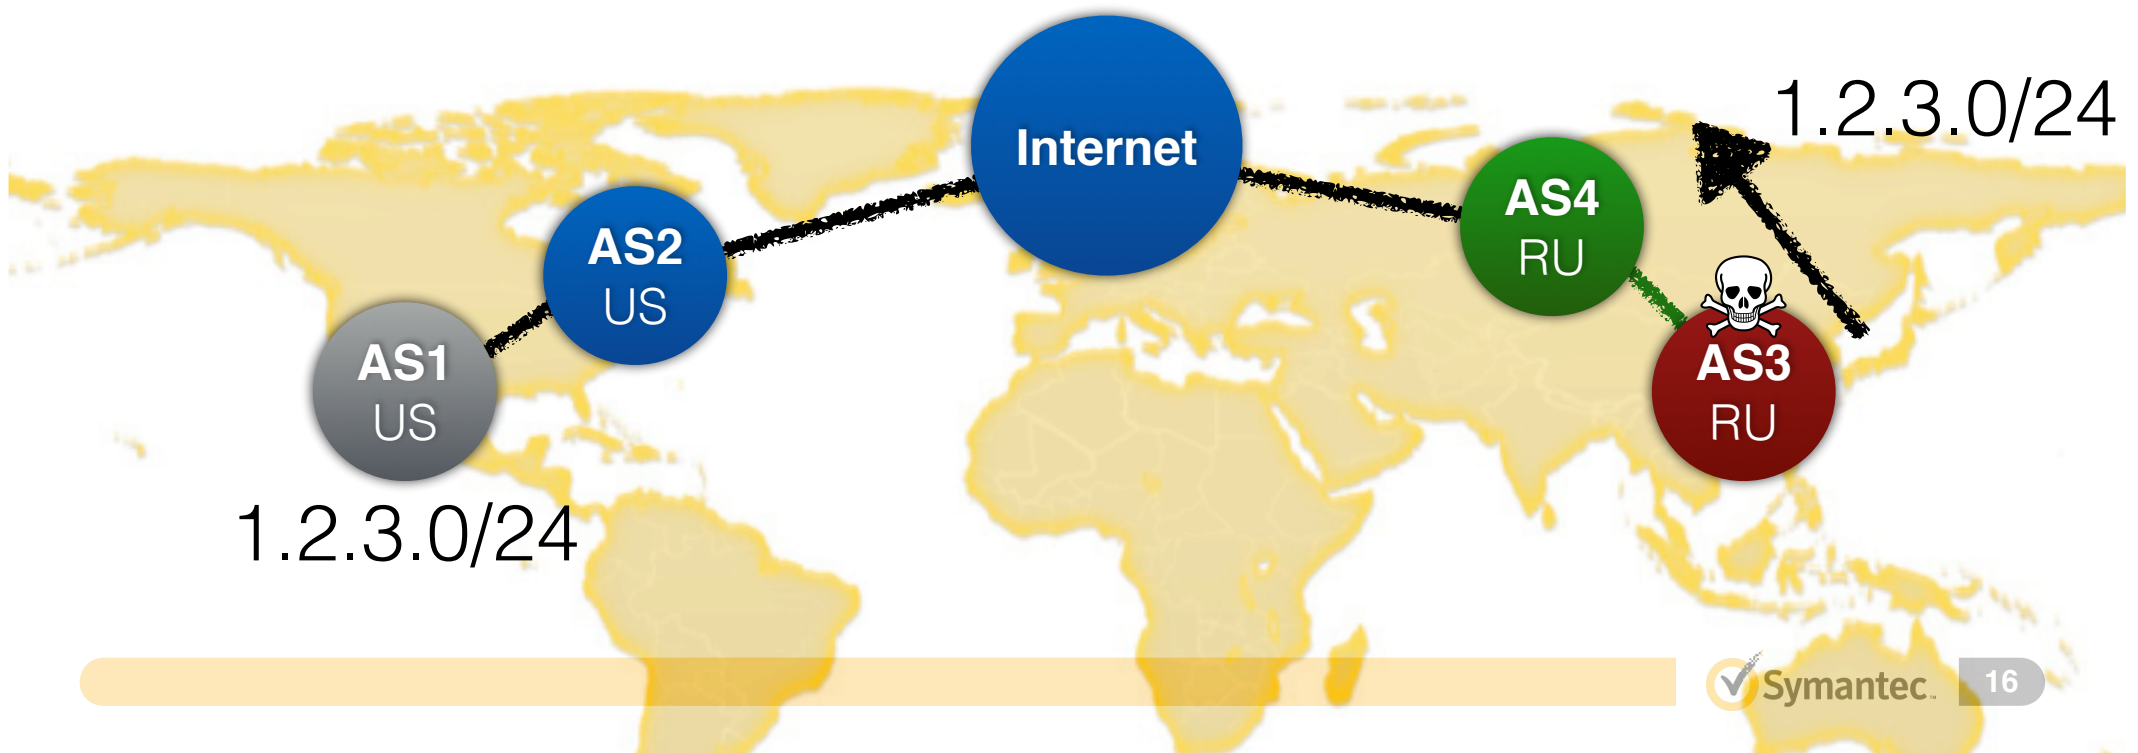 Internet
1.2.3.0/24
AS4
RU
AS2
US
AS1
US
AS3
RU
1.2.3.0/24
Symantec™
16